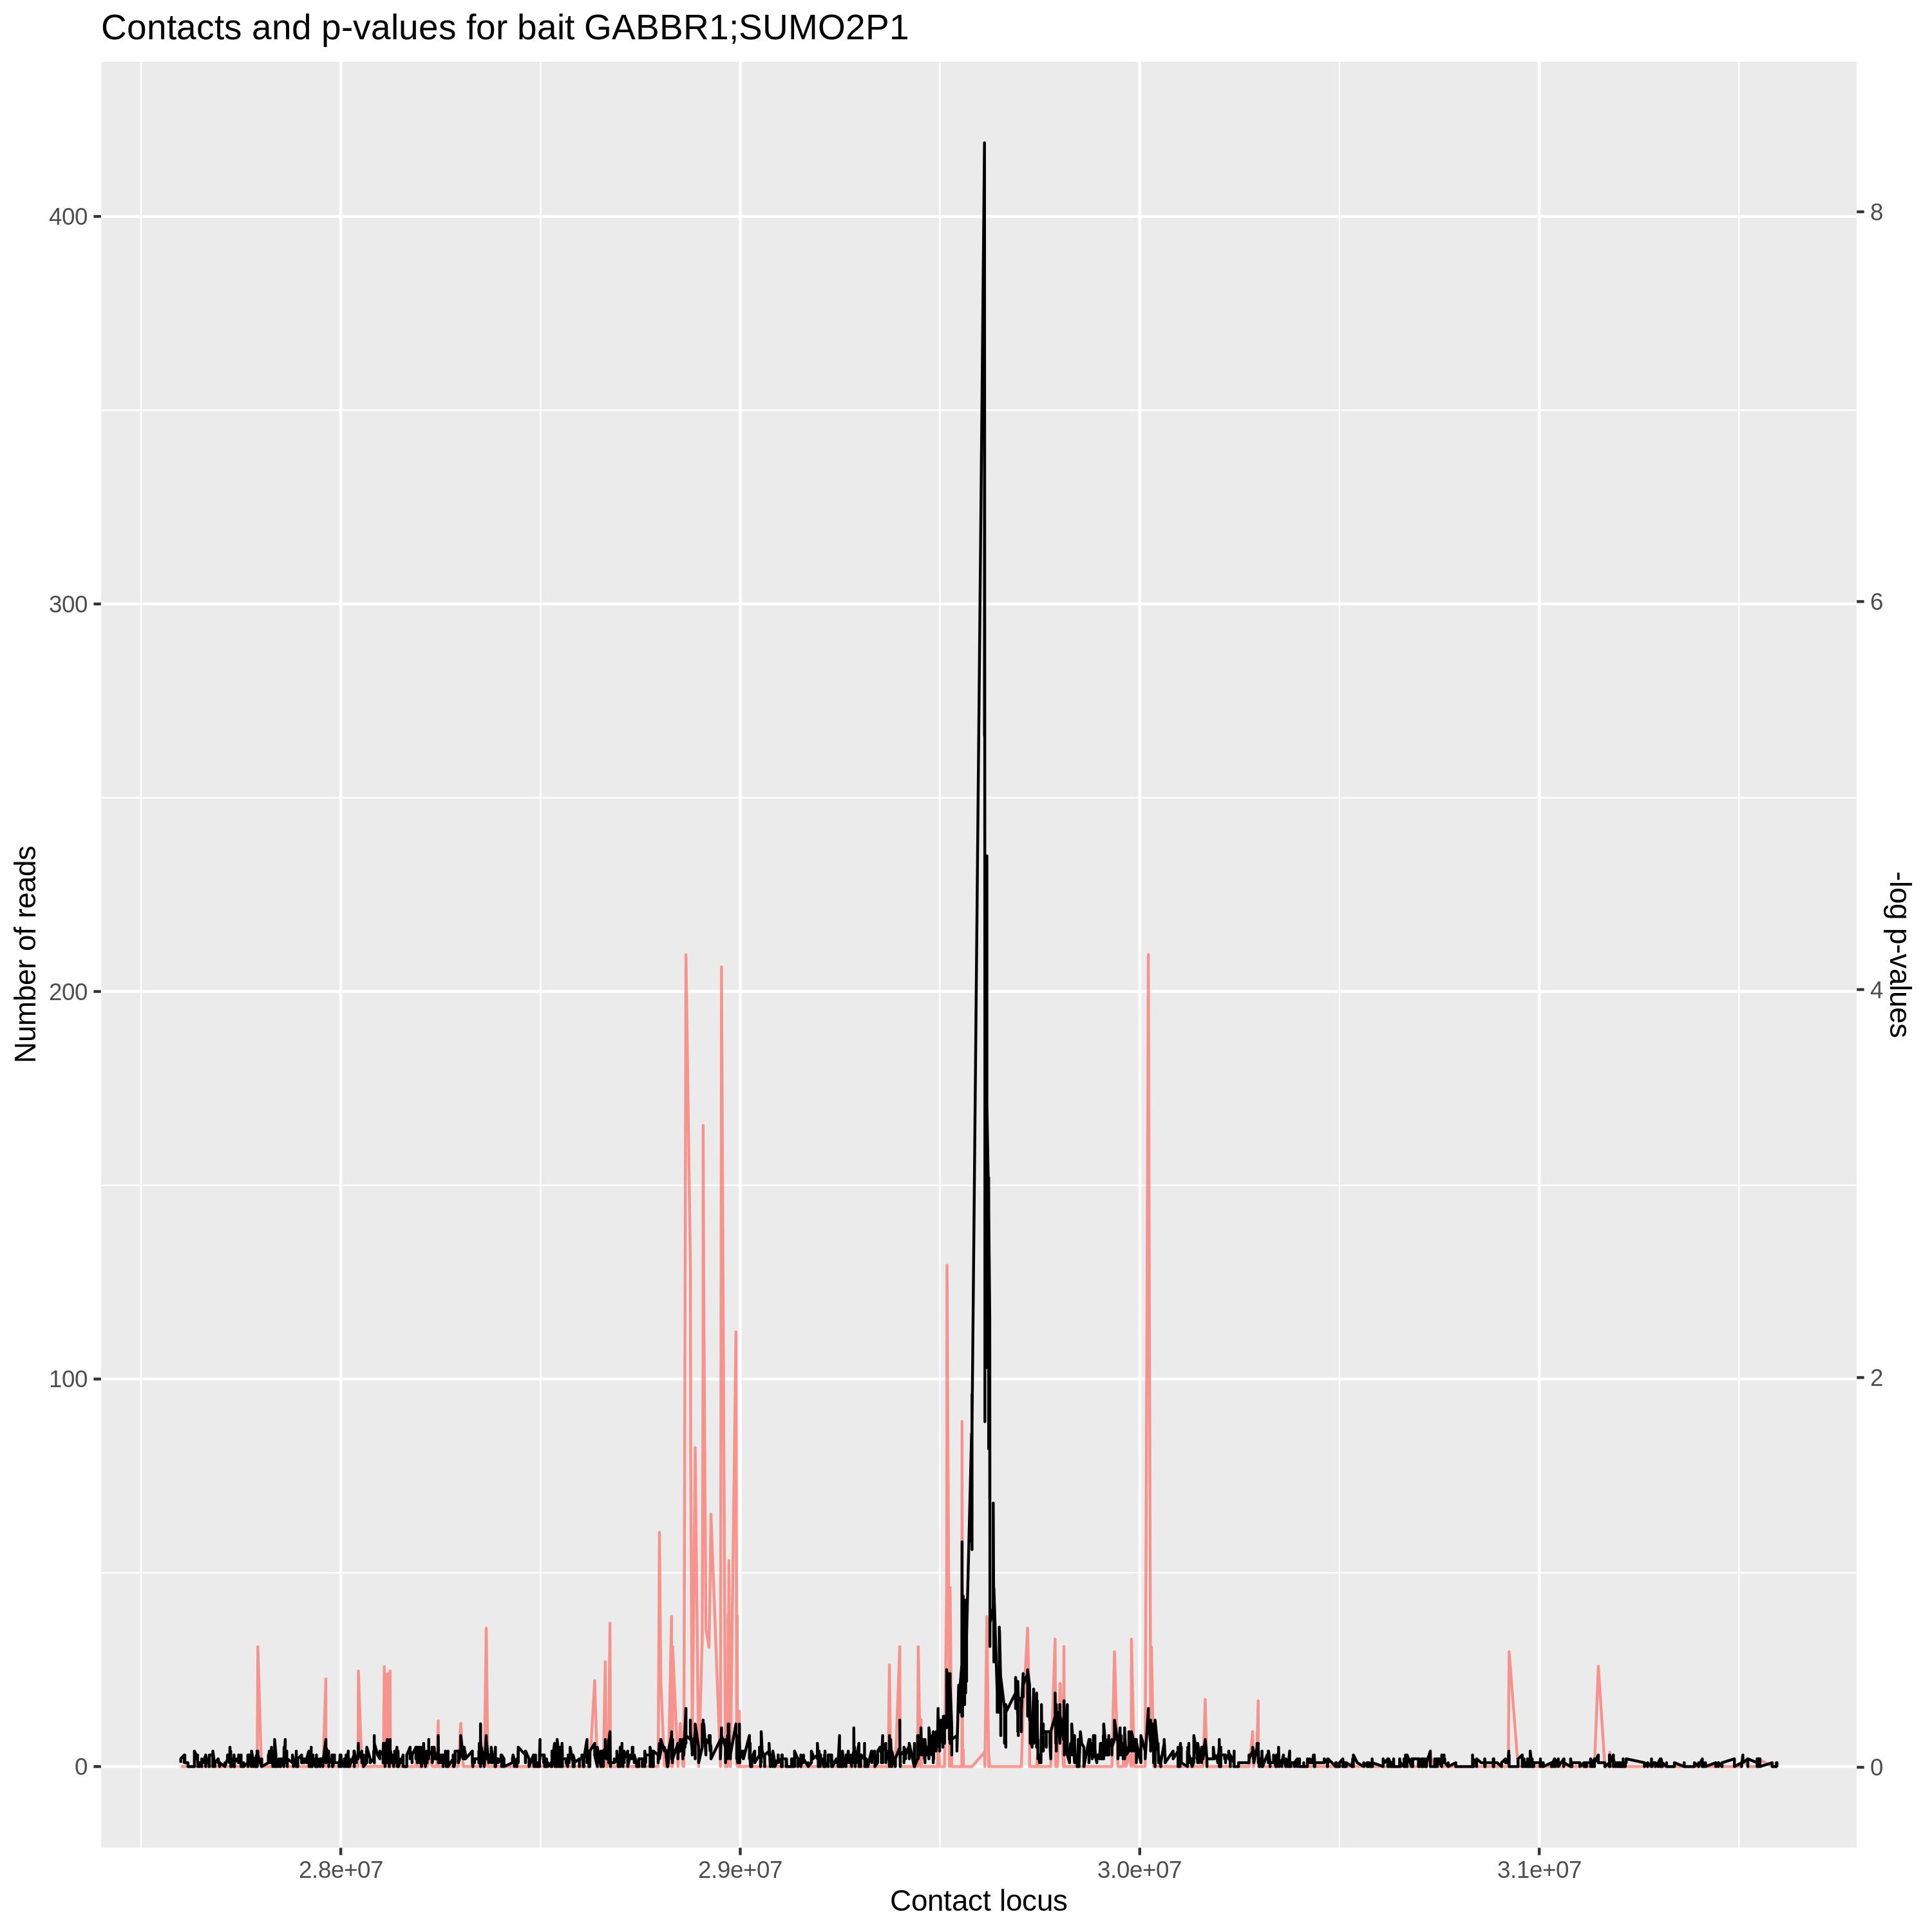 Contacts and p-values for bait GABBR1;SUMO2P1
400
300
200
100
0
8
6
4
2
0
Number of reads
-log p-values
2.8e+07
2.9e+07
3.0e+07
3.1e+07
Contact locus